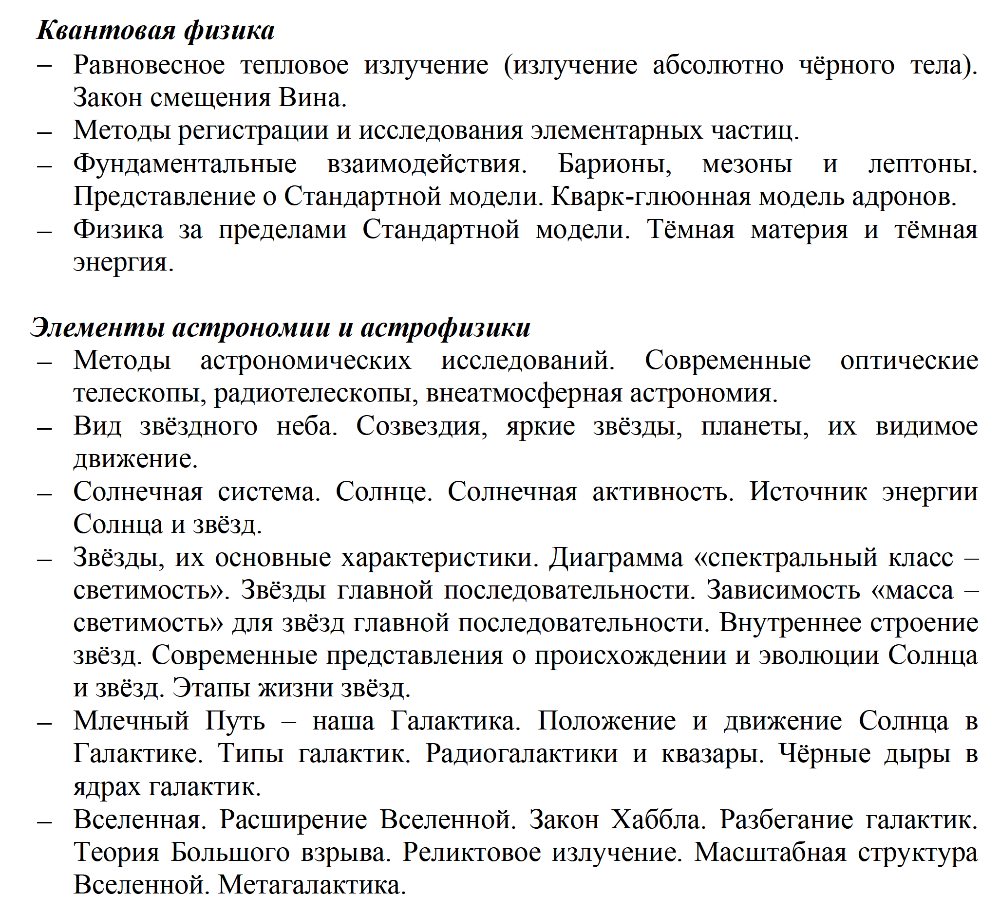 Квантовая физика
– Равновесное тепловое излучение (излучение абсолютно чёрного тела).
Закон смещения Вина.
– Методы регистрации и исследования элементарных частиц.
– Фундаментальные взаимодействия. Барионы, мезоны и лептоны.
Представление о Стандартной модели. Кварк-глюонная модель адронов.
– Физика за пределами Стандартной модели. Тёмная материя и тёмная
энергия.
Элементы астрономии и астрофизики
– Методы астрономических исследований. Современные оптические
телескопы, радиотелескопы, внеатмосферная астрономия.
– Вид звёздного неба. Созвездия, яркие звёзды, планеты, их видимое
движение.
– Солнечная система. Солнце. Солнечная активность. Источник энергии
Солнца и звёзд.
– Звёзды, их основные характеристики. Диаграмма «спектральный класс –
светимость». Звёзды главной последовательности. Зависимость «масса –
светимость» для звёзд главной последовательности. Внутреннее строение
звёзд. Современные представления о происхождении и эволюции Солнца
и звёзд. Этапы жизни звёзд.
– Млечный Путь – наша Галактика. Положение и движение Солнца в
Галактике. Типы галактик. Радиогалактики и квазары. Чёрные дыры в
ядрах галактик.
– Вселенная. Расширение Вселенной. Закон Хаббла. Разбегание галактик.
Теория Большого взрыва. Реликтовое излучение. Масштабная структура
Вселенной. Метагалактика.